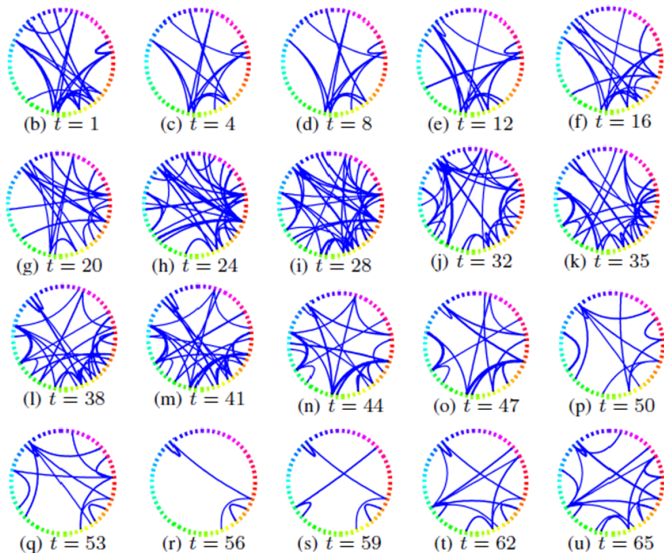 (b) t = 1 (c) t = 4 (d) t = 8 (e) t = 12 (f) t = 16
(g) t = 20 (h) t = 24 (i) t = 28 (j) t = 32 (k) t = 35
(l) t = 38 (m) t = 41 (n) t = 44 (o) t = 47 (p) t = 50
(q) t = 53 (r) t = 56 (s) t = 59 (t) t = 62 (u) t = 65